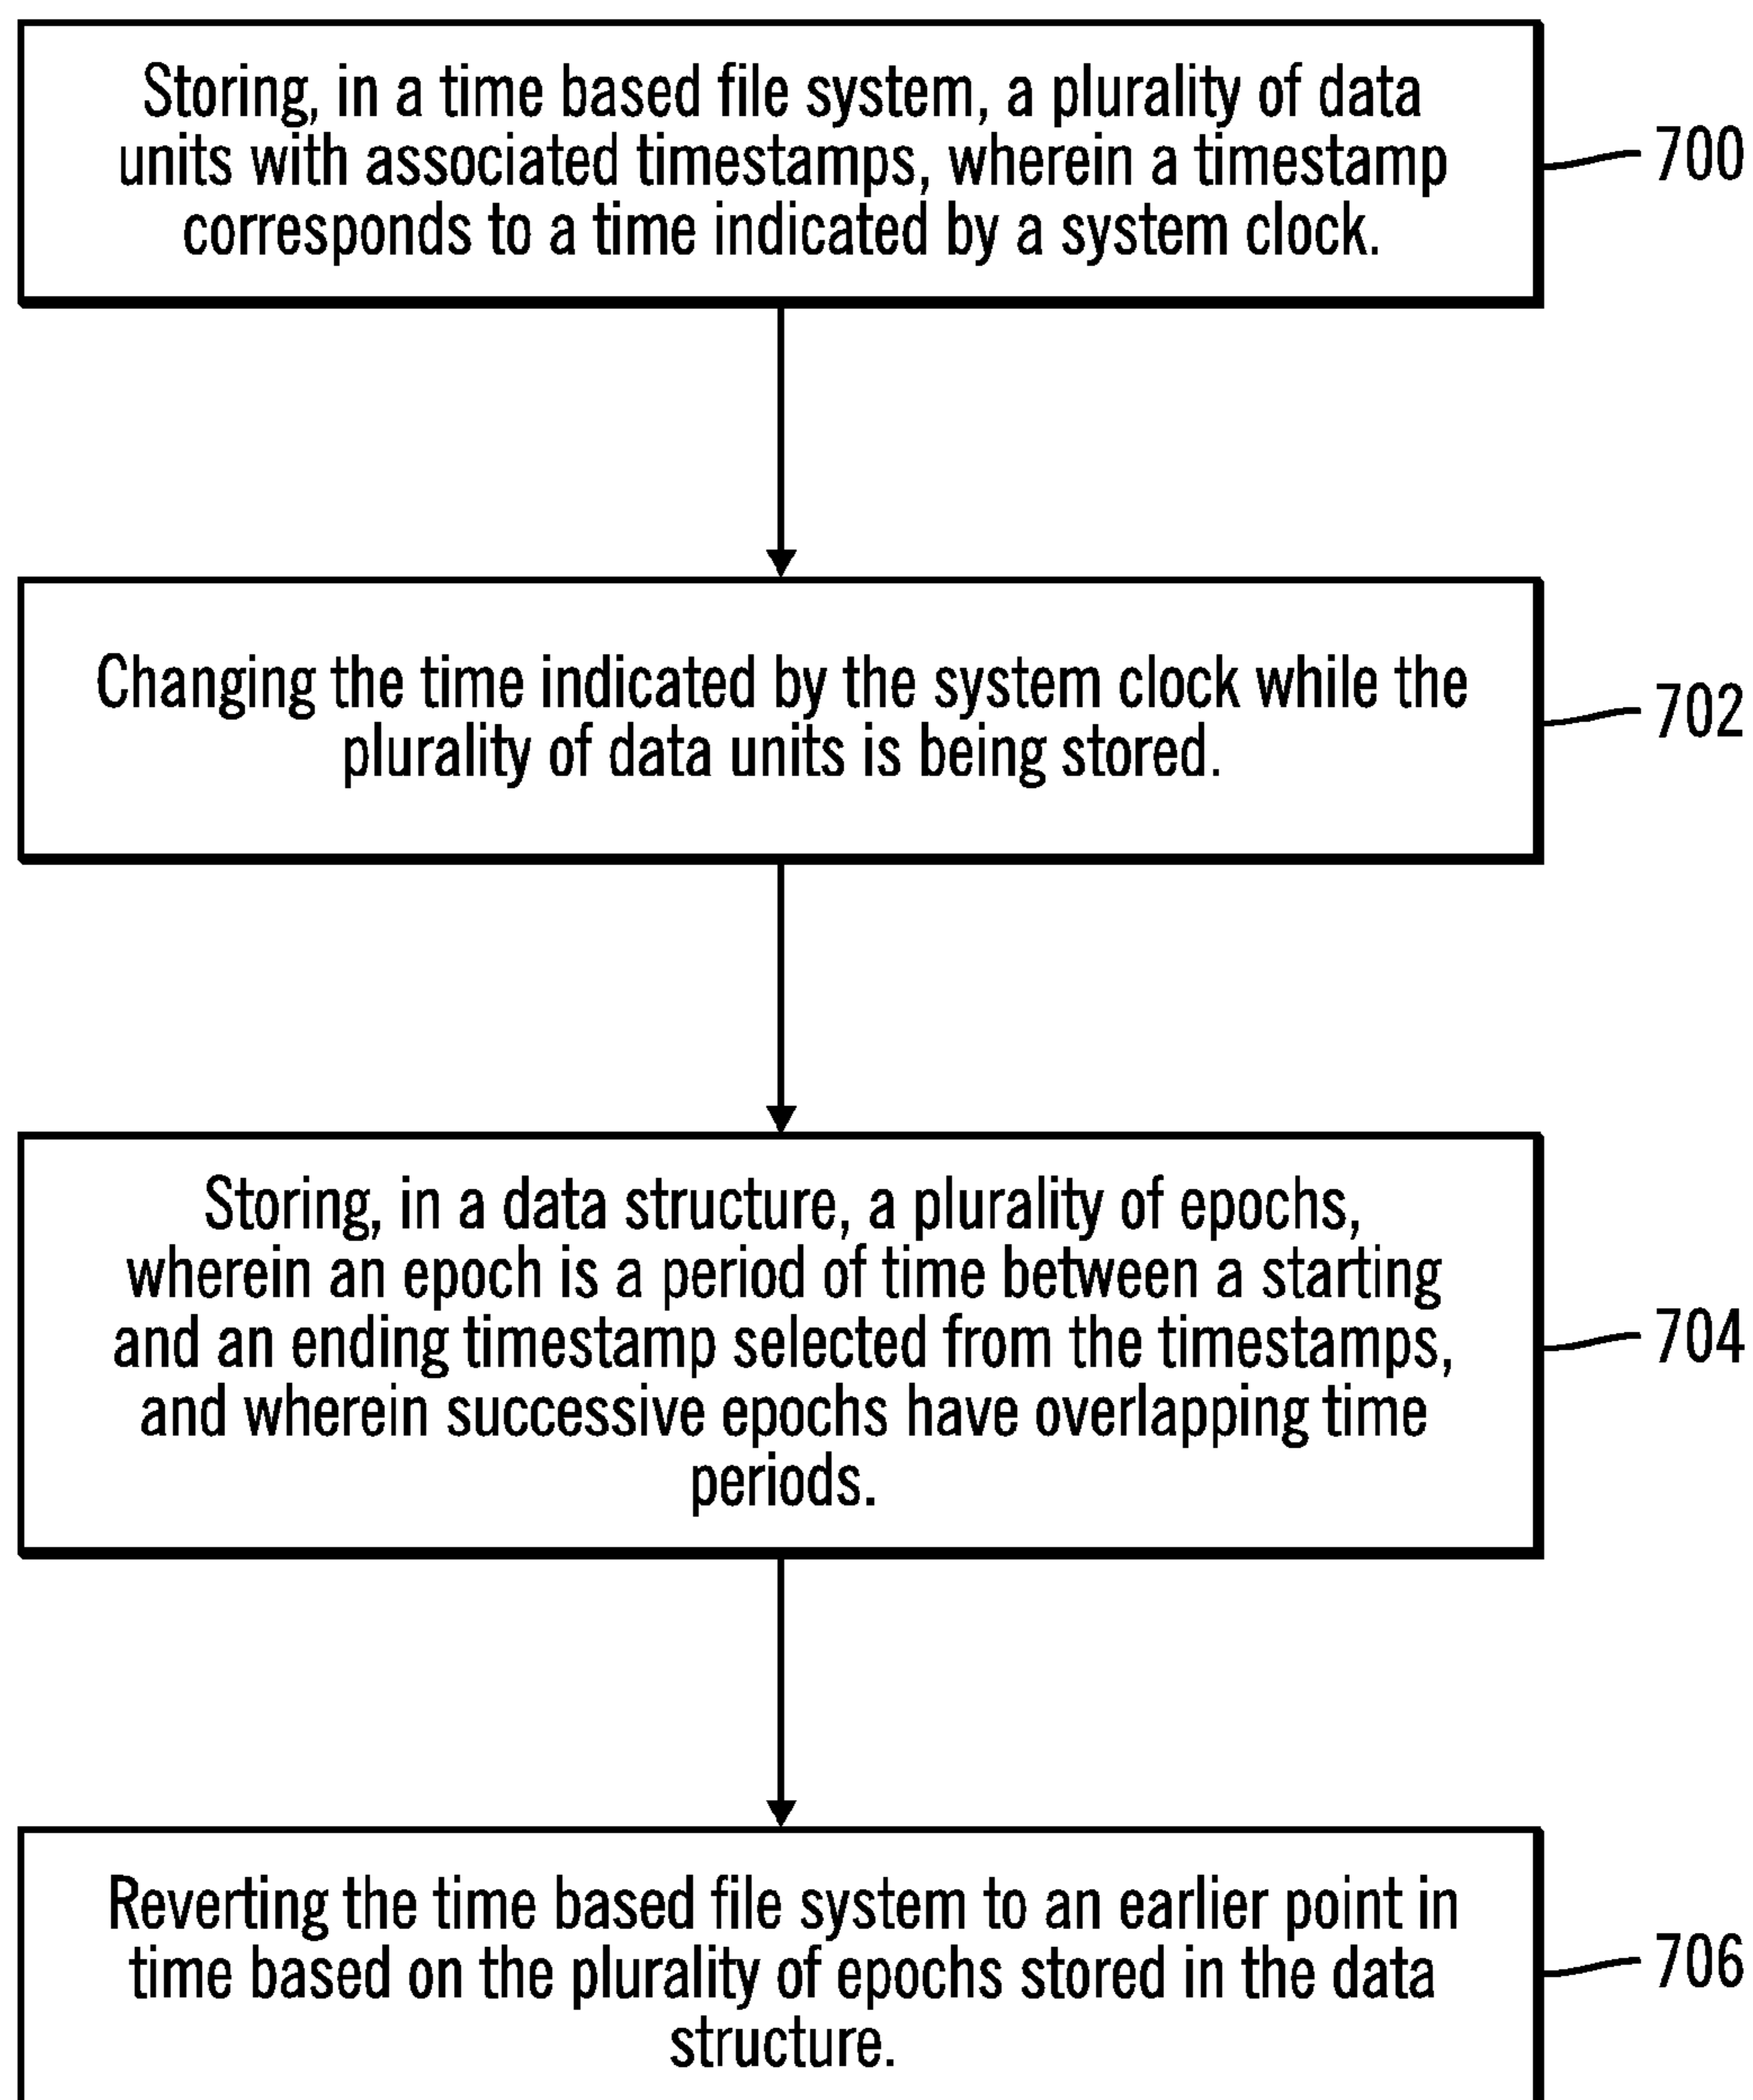 Storing, in a time based file system, a plurality of data
units with associated timestamps, wherein a timestamp
corresponds to a time indicated by a system clock.
700
Changing the time indicated by the system clock while the
plurality of data units is being stored.
702
Storing, in a data structure, a plurality of epochs,
wherein an epoch is a period of time between a starting
and an ending timestamp selected from the timestamps,
and wherein successive epochs have overlapping time
periods.
704
Reverting the time based file system to an earlier point in
time based on the plurality of epochs stored in the data
structure.
706